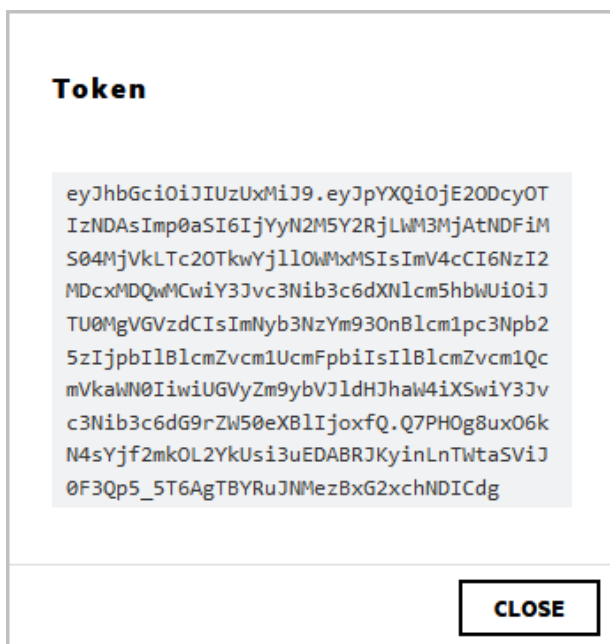 Token
eyJhbGciOiJIUzUxMiJ9.eyJpYXQiOjE2ODcyOT
IzNDAsImp0aSI6IjYyN2M5Y2RjLWM3MjAtNDFiM
S04MjVkLTc2OTkwYjllOWMxMSIsImV4cCI6NzI2
MDcxMDQwMCwiY3Jvc3Nib3c6dXNlcm5hbWUiOiJ
TU0MgVGVzdCIsImNyb3NzYm93OnBlcm1pc3Npb2
5zIjpbIlBlcmZvcm1UcmFpbiIsIlBlcmZvcm1Qc
mVkaWN0IiwiUGVyZm9ybVJldHJhaW4iXSwiY3Jv
c3Nib3c6dG9rZW50eXBlIjoxfQ.Q7PHOg8uxO6k
N4sYjf2mkOL2YkUsi3uEDABRJKyinLnTWtaSViJ
0F3Qp5_5T6AgTBYRuJNMezBxG2xchNDICdg
CLOSE